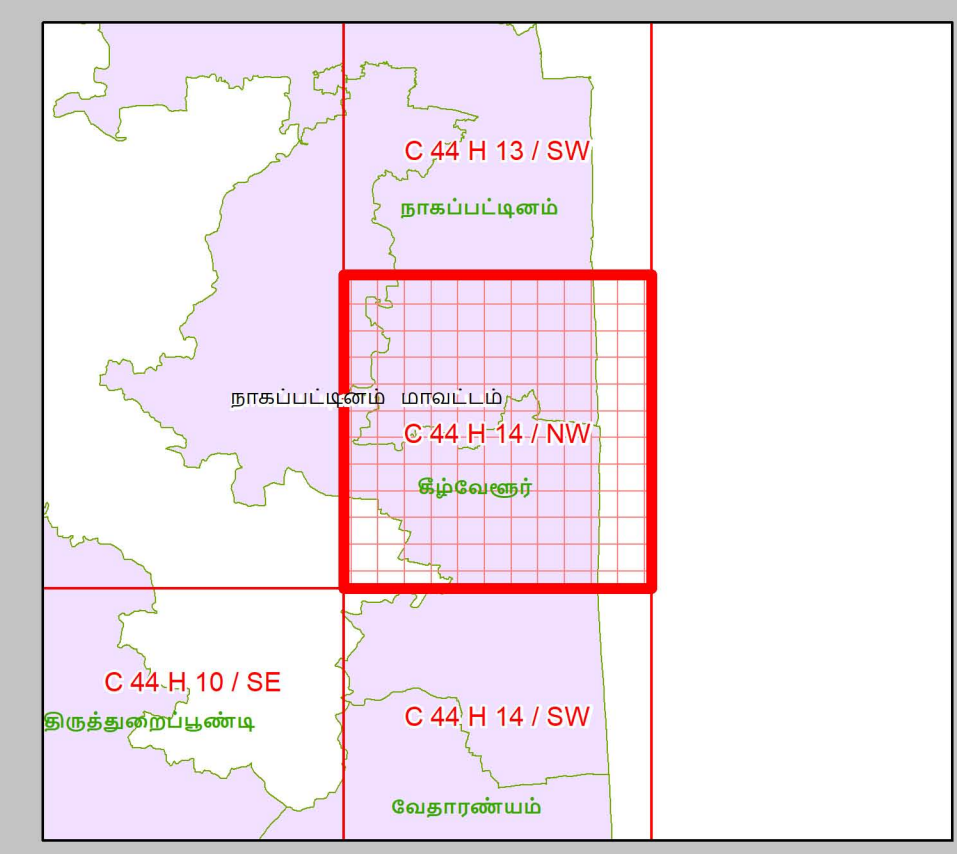 C 44 H 13 / SW
நாகப்பட்டினம்
நாகப்பட்டினம் மாவட்டம்
C 44 H 14 / NW
கீழ்வேளூர்
C 44 H 10 / SE
திருத்துறைப்பூண்டி
C 44 H 14 / SW
வேதாரண்யம்